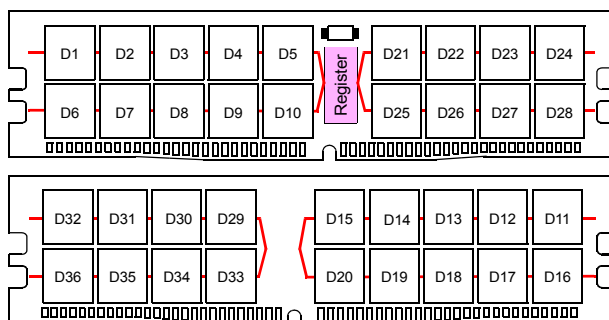 D1 D2 D3 D4 D5 Register D21 D22 D23 D24
D6 D7 D8 D9 D10 D25 D26 D27 D28
D32 D31 D30 D29 D15 D14 D13 D12 D11
D36 D35 D34 D33 D20 D19 D18 D17 D16